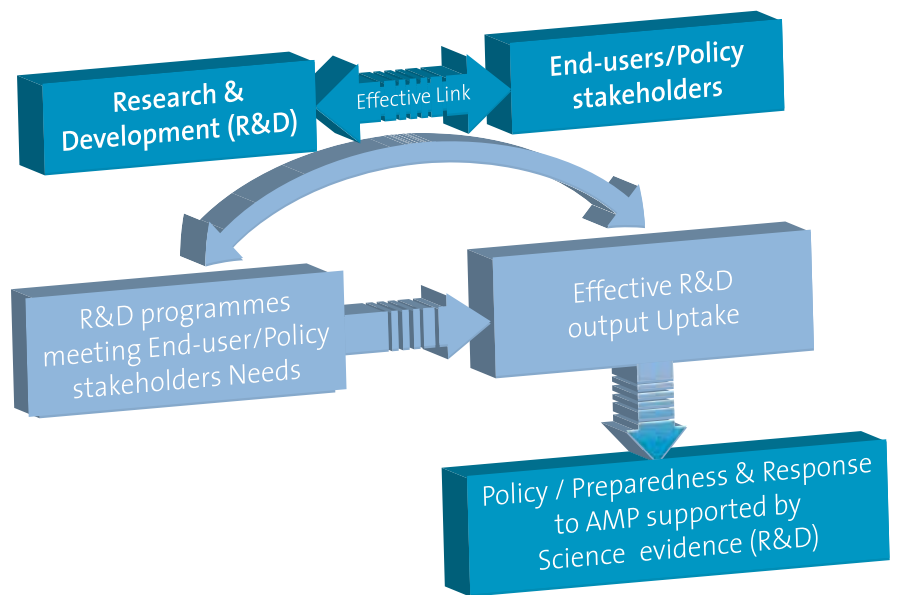 Research &
Development (R&D)
Effective Link
End-users/Policy
stakeholders
R&D programmes
meeting End-user/Policy
stakeholders Needs
Effective R&D
output Uptake
Policy / Preparedness & Response
to AMP supported by
Science evidence (R&D)